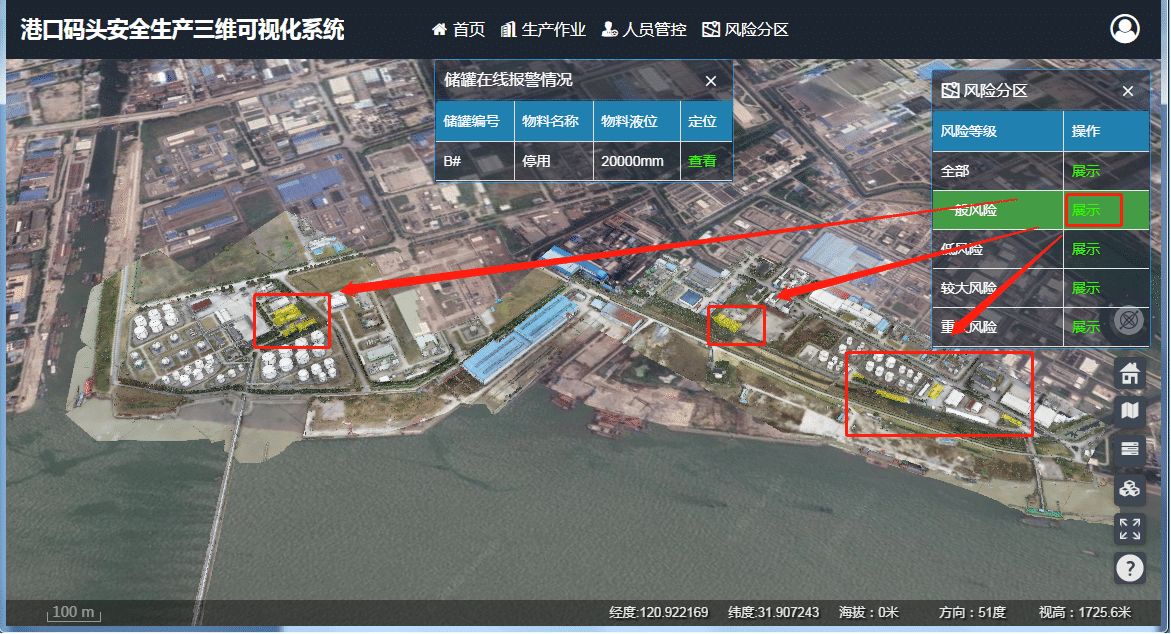 港口码头安全生产三维可视化系统
首页 生产作业 人员管控 风险分区
储罐在线报警情况 ×
储罐编号 物料名称 物料液位 定位
B# 停用 20000mm 查看
风险分区 ×
风险等级 操作
全部 展示
一般风险 展示
低风险 展示
较大风险 展示
重大风险 展示
?
100 m
经度:120.922169 纬度:31.907243 海拔：0米 方向：51度 视高：1725.6米